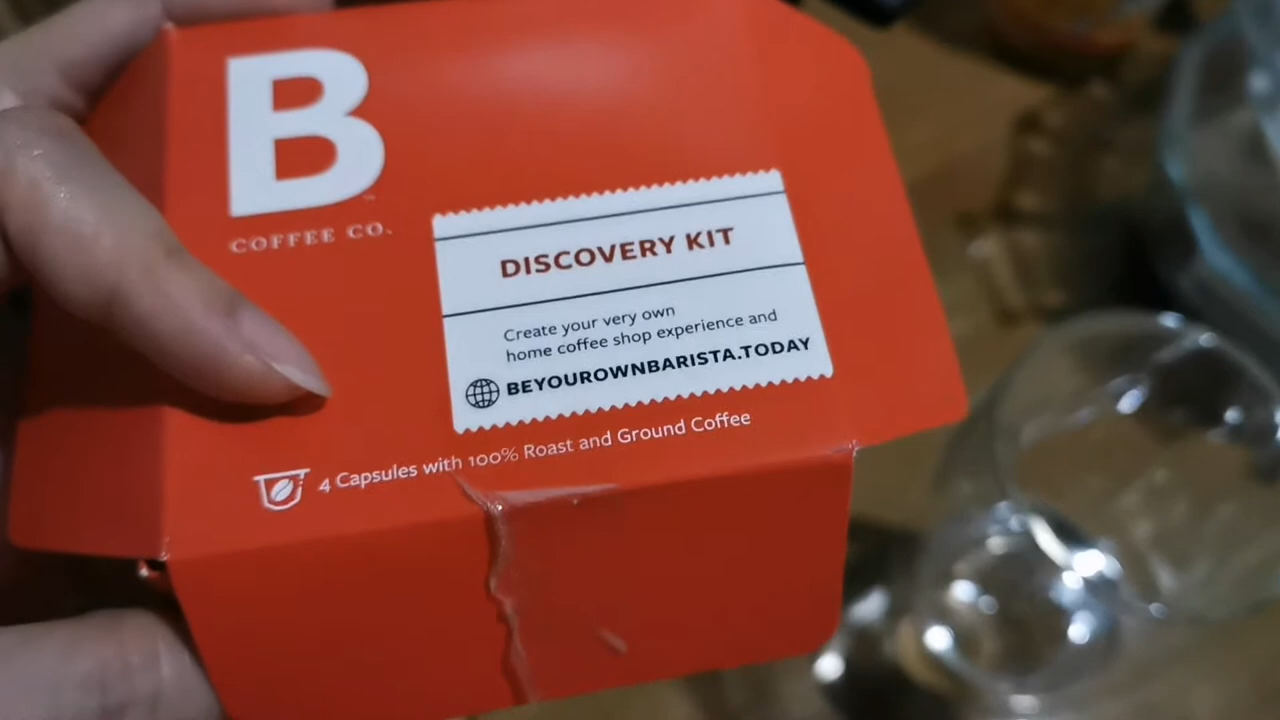 B
COFFEE CO.
DISCOVERY KIT
Create your very own
home coffee shop experience and
BEYOUROWNBARISTA.TODAY
4 Capsules with 100% Roast and Ground Coffee